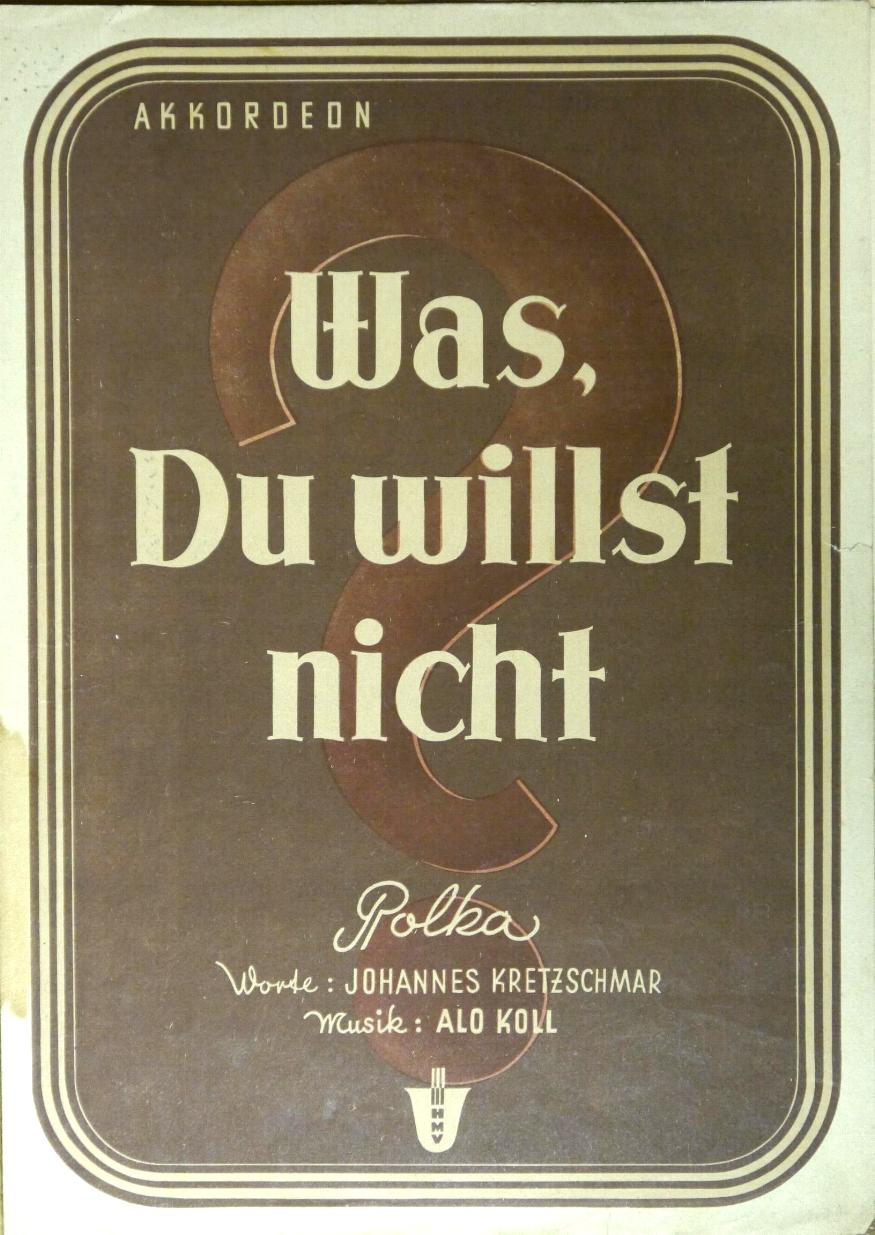 AKKORDEON
Was,
Du willst
nicht
Polka
Worte: JOHANNES KRETZSCHMAR
Musik: ALO KOLL
HMV